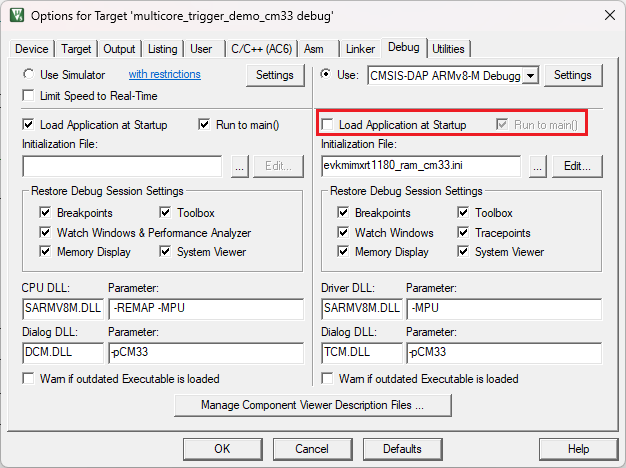 Options for Target 'multicore_trigger_demo_cm33 debug'
Device Target Output Listing User C/C++ (AC6) Asm Linker Debug Utilities
Use Simulator with restrictions Settings
Limit Speed to Real-Time
Load Application at Startup Run to main()
Initialization File:
... Edit...
Restore Debug Session Settings
Breakpoints Toolbox
Watch Windows & Performance Analyzer
Memory Display System Viewer
CPU DLL: Parameter:
SARMV8M.DLL -REMAP -MPU
Dialog DLL: Parameter:
DCM.DLL -pCM33
Warn if outdated Executable is loaded
Use: CMSIS-DAP ARMv8-M Debugg Settings
Load Application at Startup Run to main()
Initialization File:
evkmimxrt1180_ram_cm33.ini ... Edit...
Restore Debug Session Settings
Breakpoints Toolbox
Watch Windows Tracepoints
Memory Display System Viewer
Driver DLL: Parameter:
SARMV8M.DLL -MPU
Dialog DLL: Parameter:
TCM.DLL -pCM33
Warn if outdated Executable is loaded
Manage Component Viewer Description Files ...
OK Cancel Defaults Help